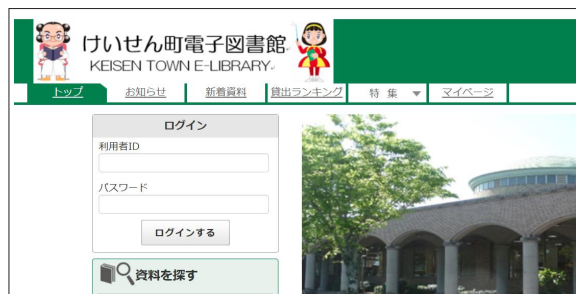 けいせん町電子図書館
KEISEN TOWN E-LIBRARY
トップ お知らせ 新着資料 貸出ランキング 特集 ▼ マイページ
ログイン
利用者ID
パスワード
ログインする
資料を探す